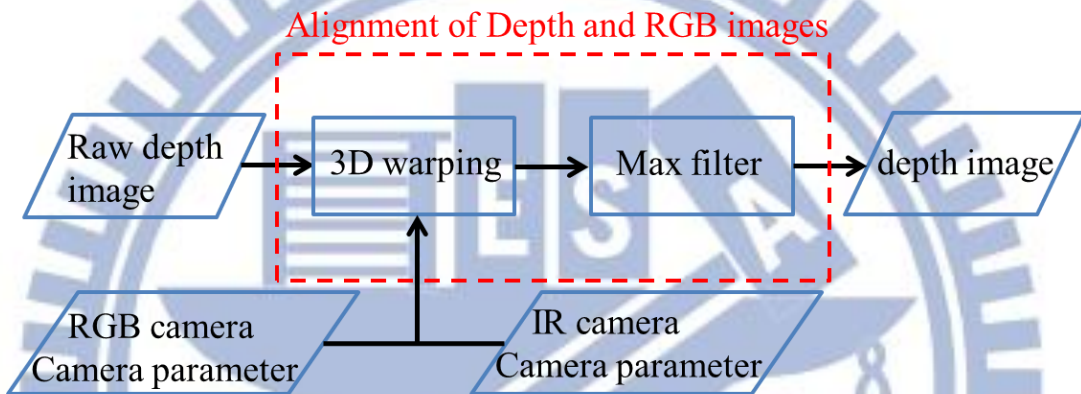 Alignment of Depth and RGB images
Raw depth
image
3D warping
Max filter
depth image
RGB camera
Camera parameter
IR camera
Camera parameter
E S A
8